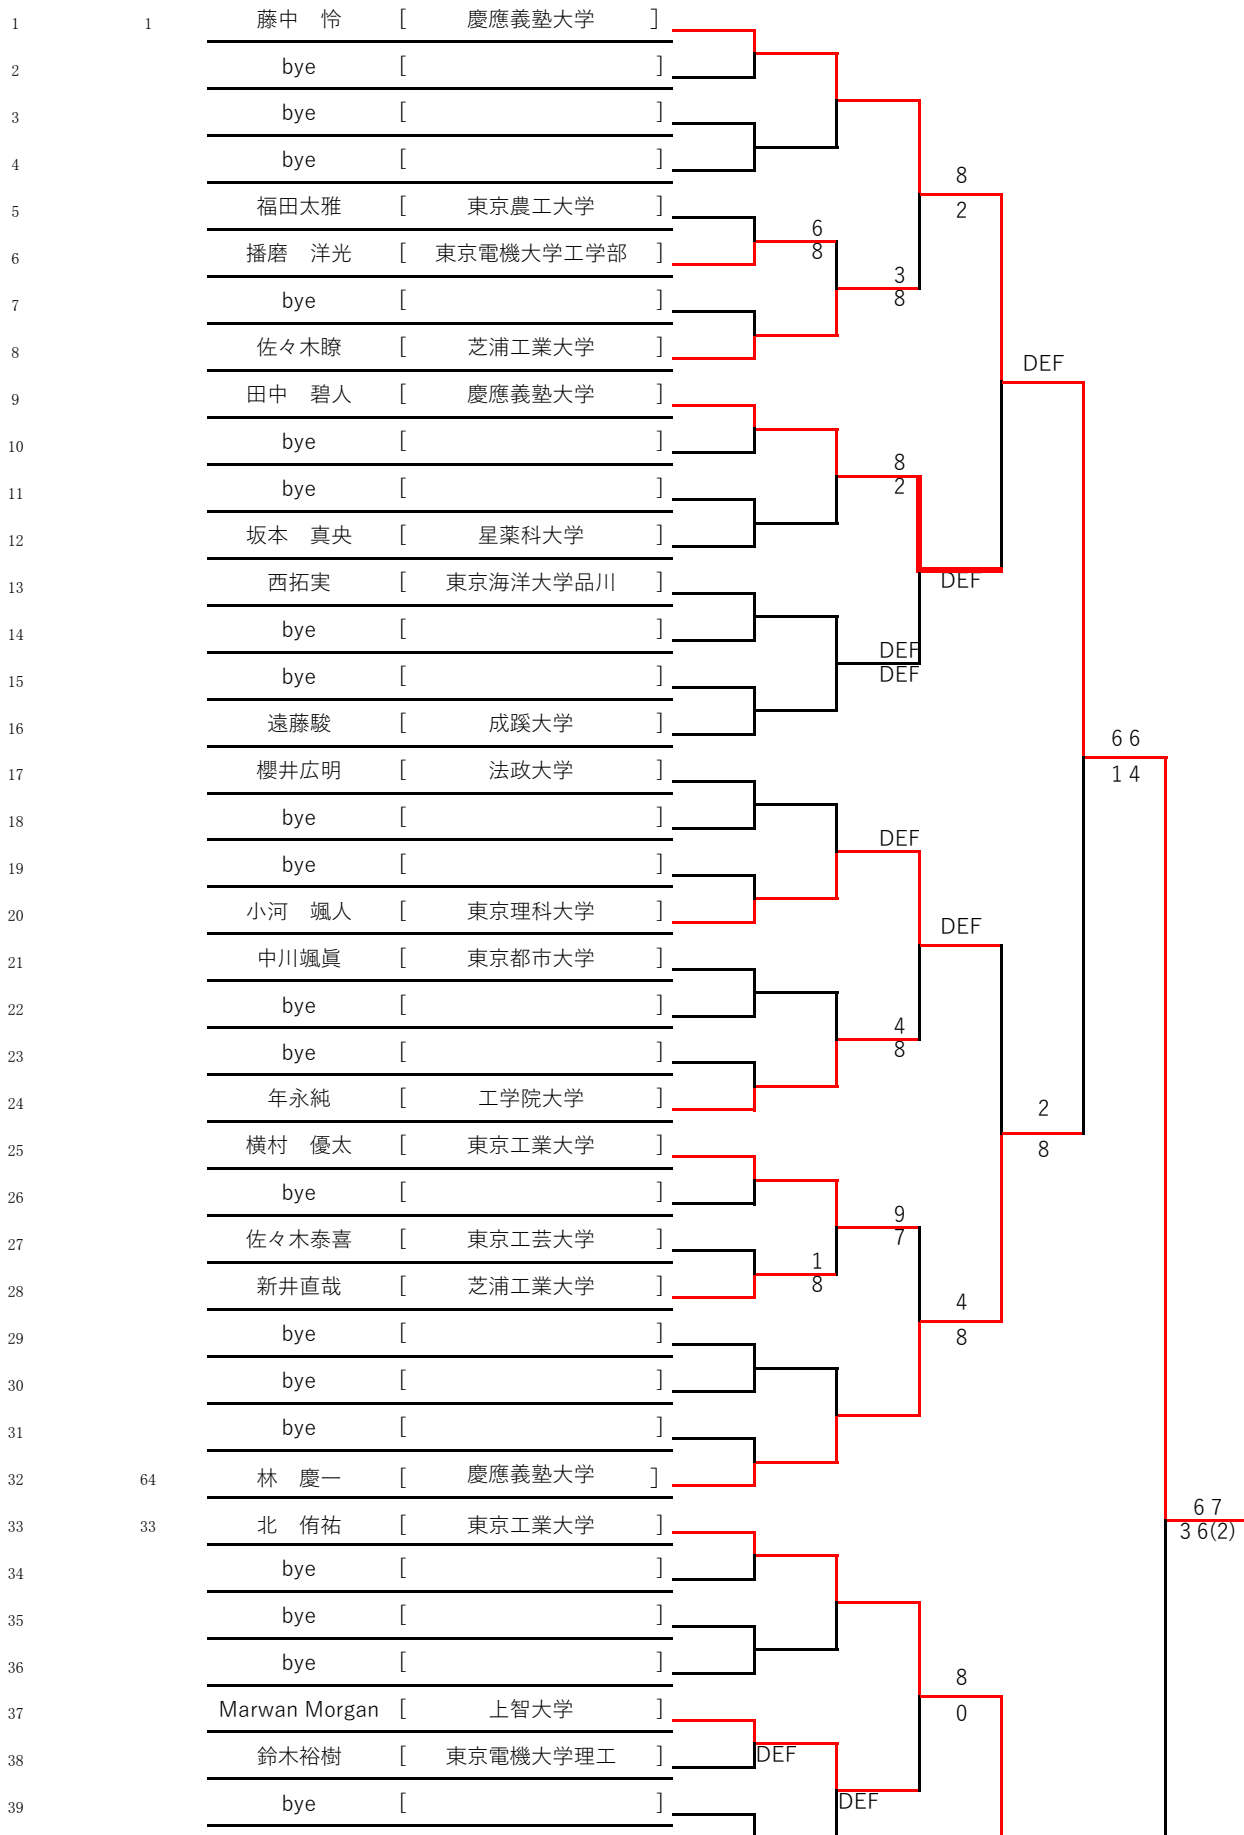 1 1 藤中 怜 [ 慶應義塾大学 ]
2 bye [ ]
3 bye [ ]
4 bye [ ]
8
2
5 福田太雅 [ 東京農工大学 ]
6
8
6 播磨 洋光 [ 東京電機大学工学部 ]
3
8
7 bye [ ]
8 佐々木瞭 [ 芝浦工業大学 ]
DEF
9 田中 碧人 [ 慶應義塾大学 ]
10 bye [ ]
8
2
11 bye [ ]
12 坂本 真央 [ 星薬科大学 ]
13 西拓実 [ 東京海洋大学品川 ]
DEF
14 bye [ ]
DEF
DEF
15 bye [ ]
16 遠藤駿 [ 成蹊大学 ]
6 6
1 4
17 櫻井広明 [ 法政大学 ]
18 bye [ ]
DEF
19 bye [ ]
20 小河 颯人 [ 東京理科大学 ]
DEF
21 中川颯眞 [ 東京都市大学 ]
22 bye [ ]
4
8
23 bye [ ]
24 年永純 [ 工学院大学 ]
2
8
25 横村 優太 [ 東京工業大学 ]
26 bye [ ]
9
7
27 佐々木泰喜 [ 東京工芸大学 ]
1
8
28 新井直哉 [ 芝浦工業大学 ]
4
8
29 bye [ ]
30 bye [ ]
31 bye [ ]
32 64 林 慶一 [ 慶應義塾大学 ]
6 7
3 6(2)
33 33 北 侑祐 [ 東京工業大学 ]
34 bye [ ]
35 bye [ ]
36 bye [ ]
8
0
37 Marwan Morgan [ 上智大学 ]
38 鈴木裕樹 [ 東京電機大学理工 ]
DEF
39 bye [ ]
DEF